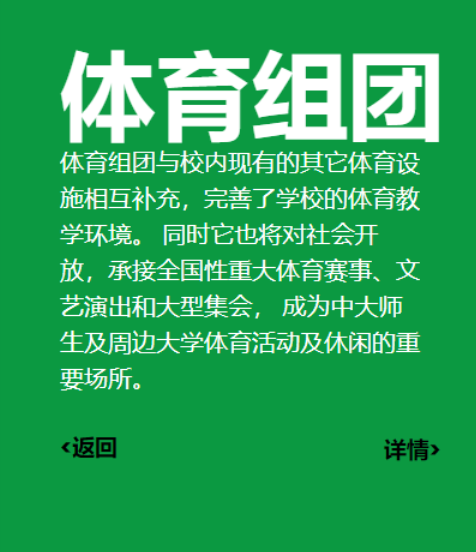 体育组团
体育组团与校内现有的其它体育设
施相互补充，完善了学校的体育教
学环境。 同时它也将对社会开
放，承接全国性重大体育赛事、文
艺演出和大型集会， 成为中大师
生及周边大学体育活动及休闲的重
要场所。
<返回
详情>